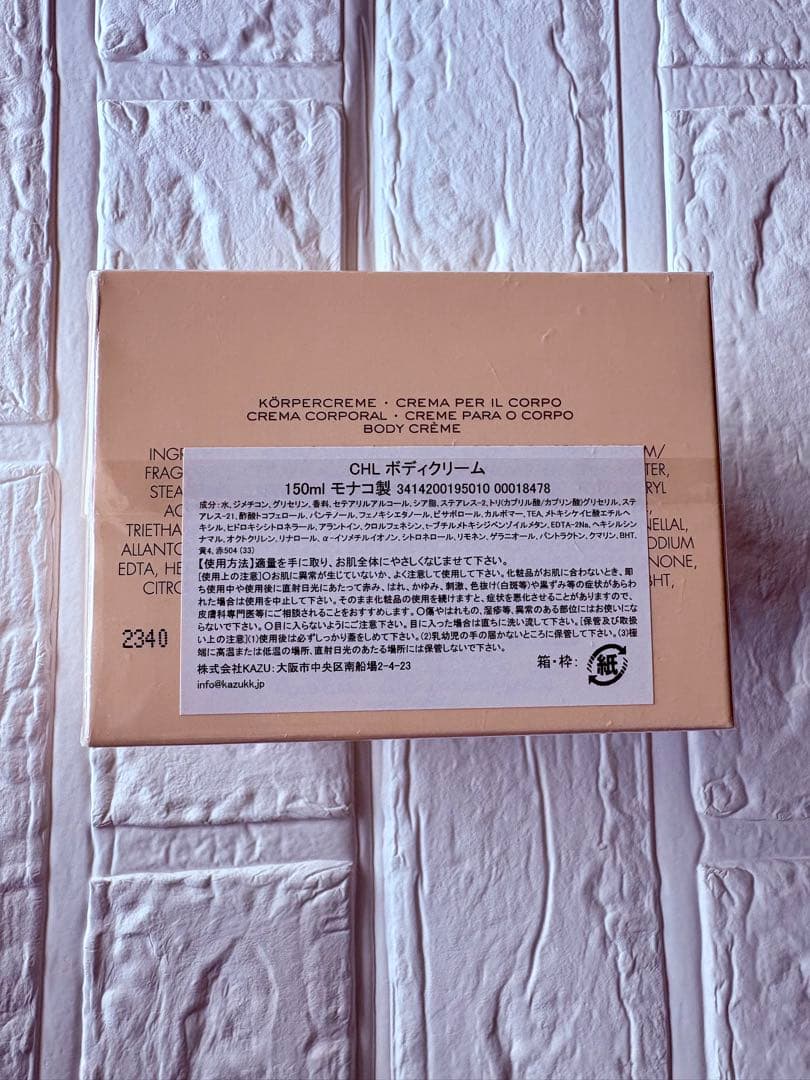 KÖRPERCREME · CREMA PER IL CORPO
CREMA CORPORAL · CREME PARA O CORPO
BODY CRÈME
CHL ボディクリーム
150ml モナコ製 3414200195010 00018478
成分:水、ジメチコン、グリセリン、香料、セテアリルアルコール、シア脂、ステアレス-2、トリ(カプリル酸/カプリン酸)グリセリル、ステ
アレス-21、酢酸トコフェロール、パンテノール、フェノキシエタノール、ビサボロール、カルボマー、TEA、メトキシケイヒ酸エチルヘ
キシル、ヒドロキシシトロネラール、アラントイン、クロルフェネシン、t-ブチルメトキシジベンゾイルメタン、EDTA-2Na、ヘキシルシン
ナマル、オクトクリレン、リナロール、α-イソメチルイオノン、シトロネロール、リモネン、ゲラニオール、パントラクトン、クマリン、BHT、
黄4、赤504 (33)
【使用方法】適量を手に取り、お肌全体にやさしくなじませて下さい。
[使用上の注意]〇お肌に異常が生じていないか、よく注意して使用して下さい。化粧品がお肌に合わないとき、即
ち使用中や使用後に直射日光にあたって赤み、はれ、かゆみ、刺激、色抜け(白斑等)や黒ずみ等の症状があらわ
れた場合は使用を中止して下さい。そのまま化粧品の使用を続けますと、症状を悪化させることがありますので、
皮膚科専門医等にご相談されることをおすすめします。〇傷やはれもの、湿疹等、異常のある部位にはお使いにな
らないで下さい。〇目に入らないようにご注意下さい。目に入った場合は直ちに洗い流して下さい。[保管及び取扱
い上の注意](1)使用後は必ずしっかり蓋をしめて下さい。(2)乳幼児の手の届かないところに保管して下さい。(3)極
端に高温または低温の場所、直射日光のあたる場所には保管しないで下さい。
株式会社KAZU:大阪市中央区南船場2-4-23
info@kazukk.jp
箱・枠: 紙
2340